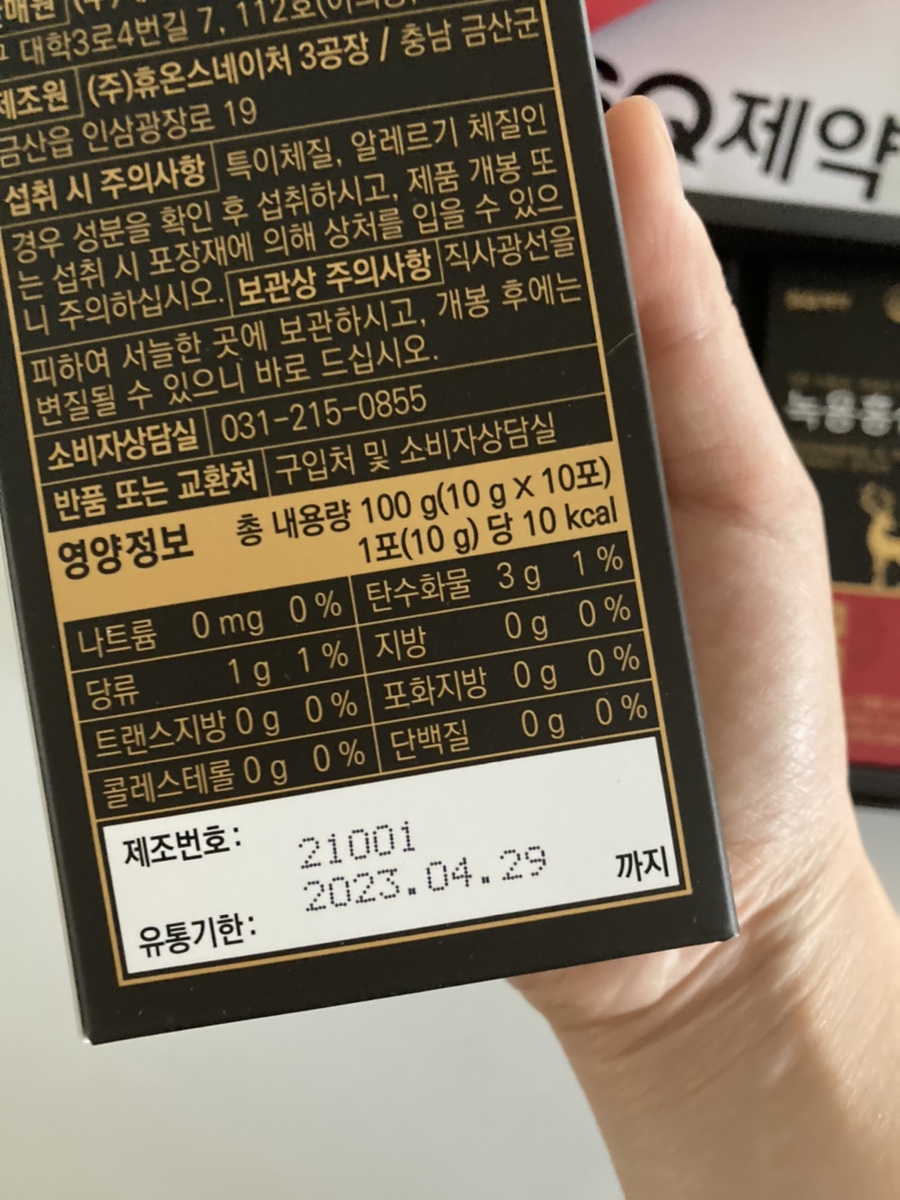 대학3로4번길 7, 112호
제조원 (주)휴온스네이처 3공장 / 충남 금산군
금산읍 인삼광장로 19
섭취 시 주의사항 특이체질, 알레르기 체질인
경우 성분을 확인 후 섭취하시고, 제품 개봉 또
는 섭취 시 포장재에 의해 상처를 입을 수 있으
니 주의하십시오. 보관상 주의사항 직사광선을
피하여 서늘한 곳에 보관하시고, 개봉 후에는
변질될 수 있으니 바로 드십시오.
소비자상담실 031-215-0855
반품 또는 교환처 구입처 및 소비자상담실
영양정보 총 내용량 100 g(10 g X 10포)
1포(10 g) 당 10 kcal
나트륨 0 mg 0 % 탄수화물 3 g 1 %
당류 1 g 1 % 지방 0 g 0 %
트랜스지방 0 g 0 % 포화지방 0 g 0 %
콜레스테롤 0 g 0 % 단백질 0 g 0 %
제조번호: 21001
2023.04.29 까지
유통기한:
Q제약
녹용홍